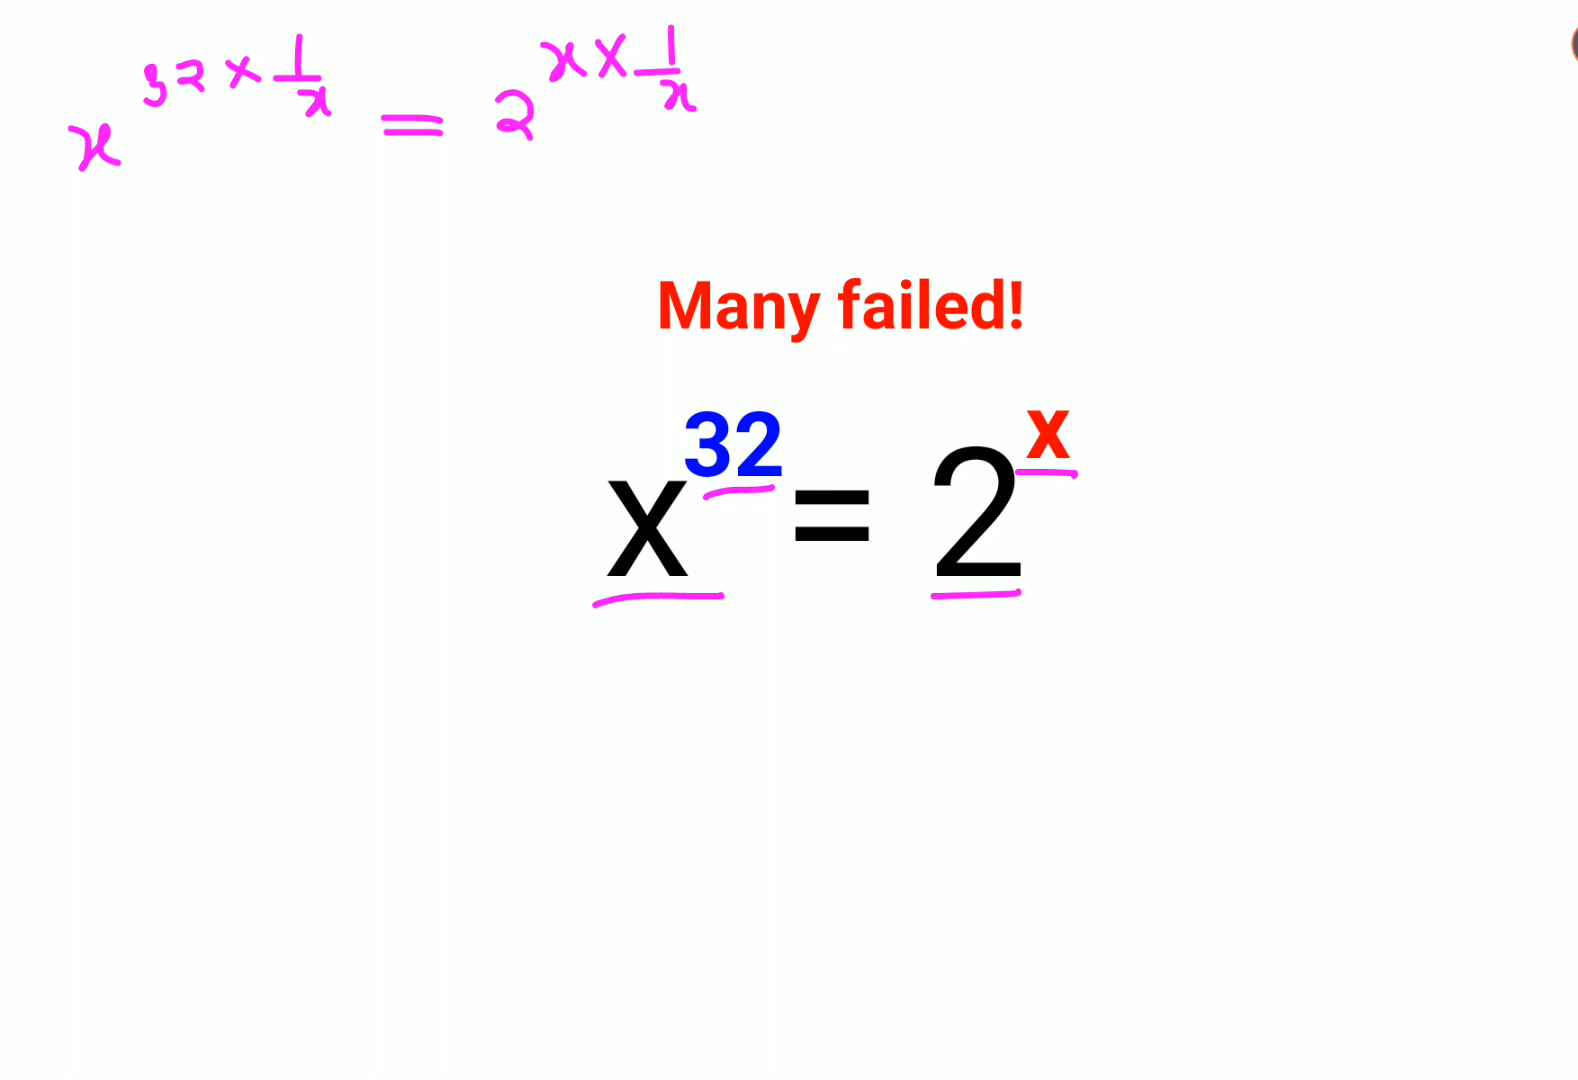 x^{32 × 1/x} = 2^{x × 1/x}
Many failed!
x^{32} = 2^{x}